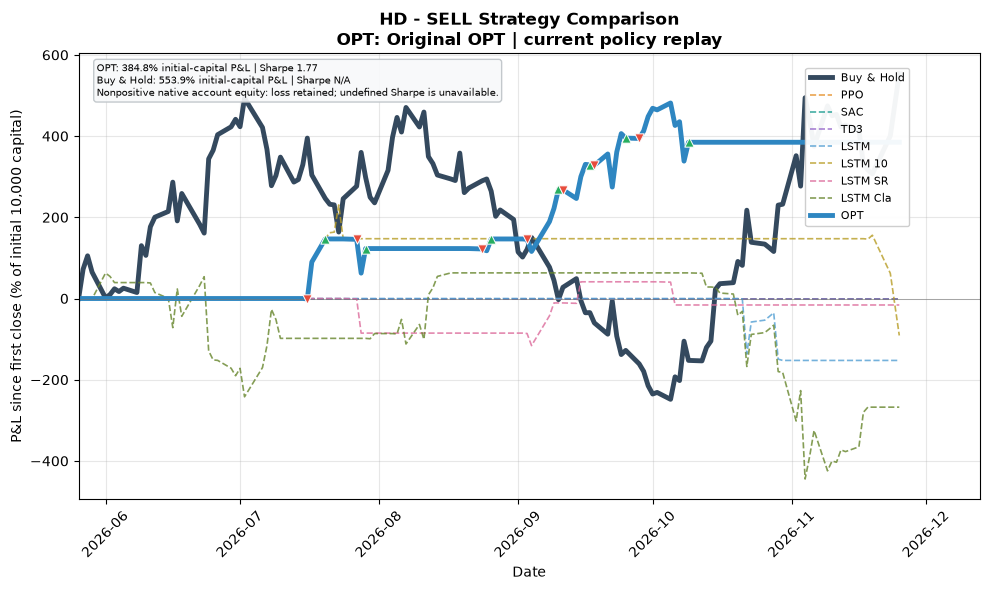 HD - SELL Strategy Comparison
OPT: Original OPT | current policy replay
OPT: 384.8% initial-capital P&L | Sharpe 1.77
Buy & Hold: 553.9% initial-capital P&L | Sharpe N/A
Nonpositive native account equity: loss retained; undefined Sharpe is unavailable.
Buy & Hold
PPO
SAC
TD3
LSTM
LSTM 10
LSTM SR
LSTM Cla
OPT
P&L since first close (% of initial 10,000 capital)
600
400
200
0
−200
−400
2026-06
2026-07
2026-08
2026-09
2026-10
2026-11
2026-12
Date